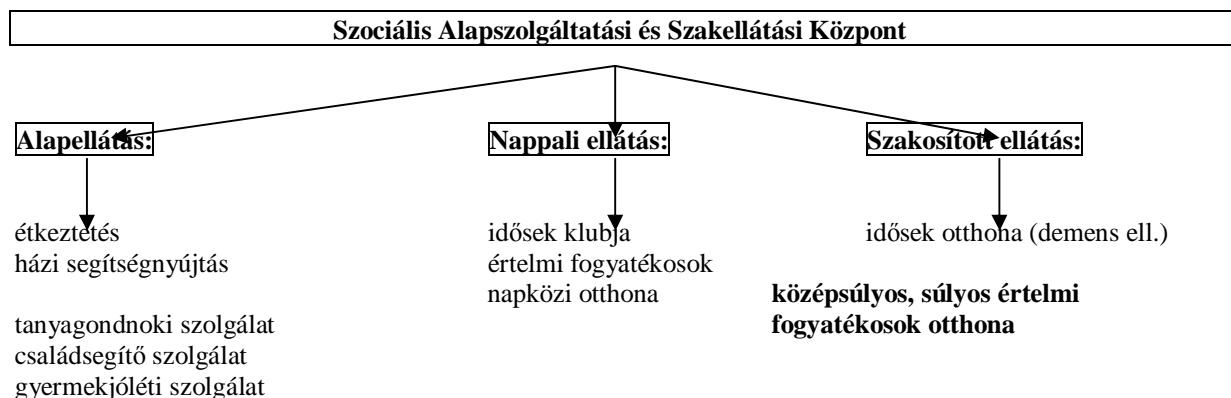 Szociális Alapszolgáltatási és Szakellátási Központ
Alapellátás:
étkeztetés
házi segítségnyújtás
tanyagondnoki szolgálat
családsegítő szolgálat
gyermekjóléti szolgálat
Nappali ellátás:
idősek klubja
értelmi fogyatékosok
napközi otthona
Szakosított ellátás:
idősek otthona (demens ell.)
középsúlyos, súlyos értelmi
fogyatékosok otthona